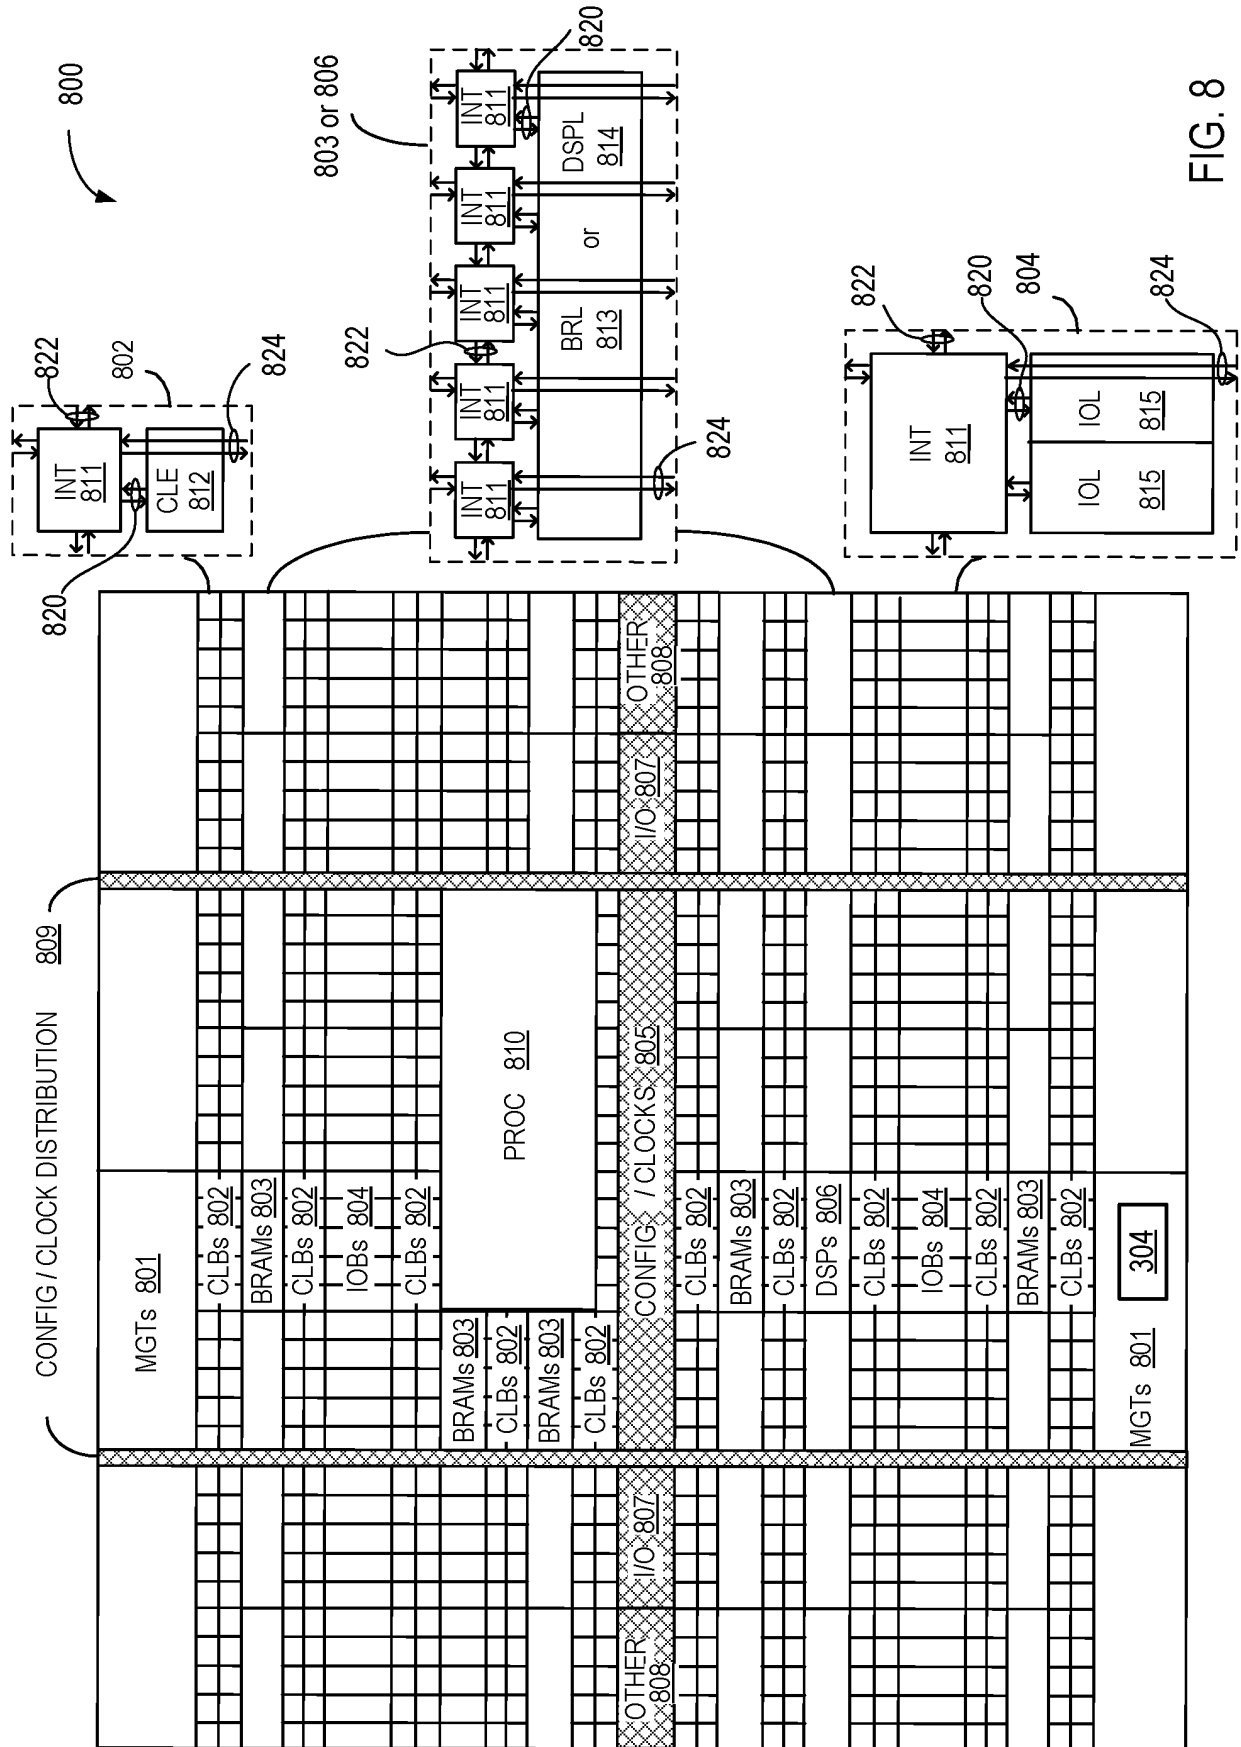 800
CONFIG / CLOCK DISTRIBUTION 809
MGTs 801
CLBs 802
BRAMs 803
CLBs 802
IOBs 804
CLBs 802
BRAMs 803
CLBs 802
BRAMs 803
CLBs 802
PROC 810
OTHER 808
I/O 807
CONFIG / CLOCKS 805
I/O 807
OTHER 808
CLBs 802
BRAMs 803
CLBs 802
DSPs 806
CLBs 802
IOBs 804
CLBs 802
BRAMs 803
CLBs 802
MGTs 801
304
820
INT 811
CLE 812
822
802
824
803 or 806
INT 811
INT 811
INT 811
INT 811
INT 811
822
820
BRL 813
or
DSPL 814
824
INT 811
IOL 815
IOL 815
822
820
804
824
FIG. 8